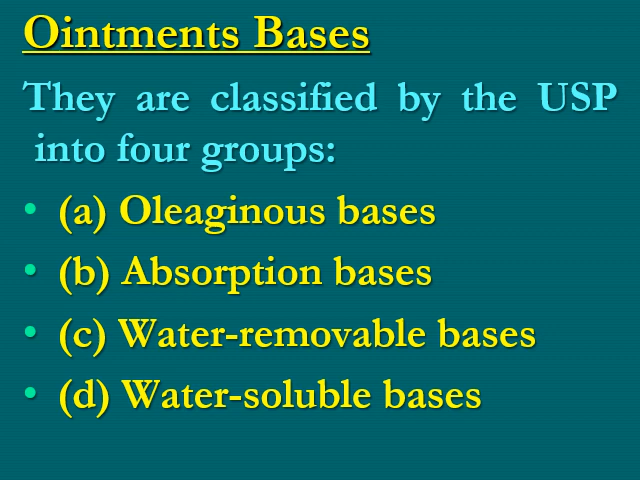 Ointments Bases
They are classified by the USP
into four groups:
• (a) Oleaginous bases
• (b) Absorption bases
• (c) Water-removable bases
• (d) Water-soluble bases